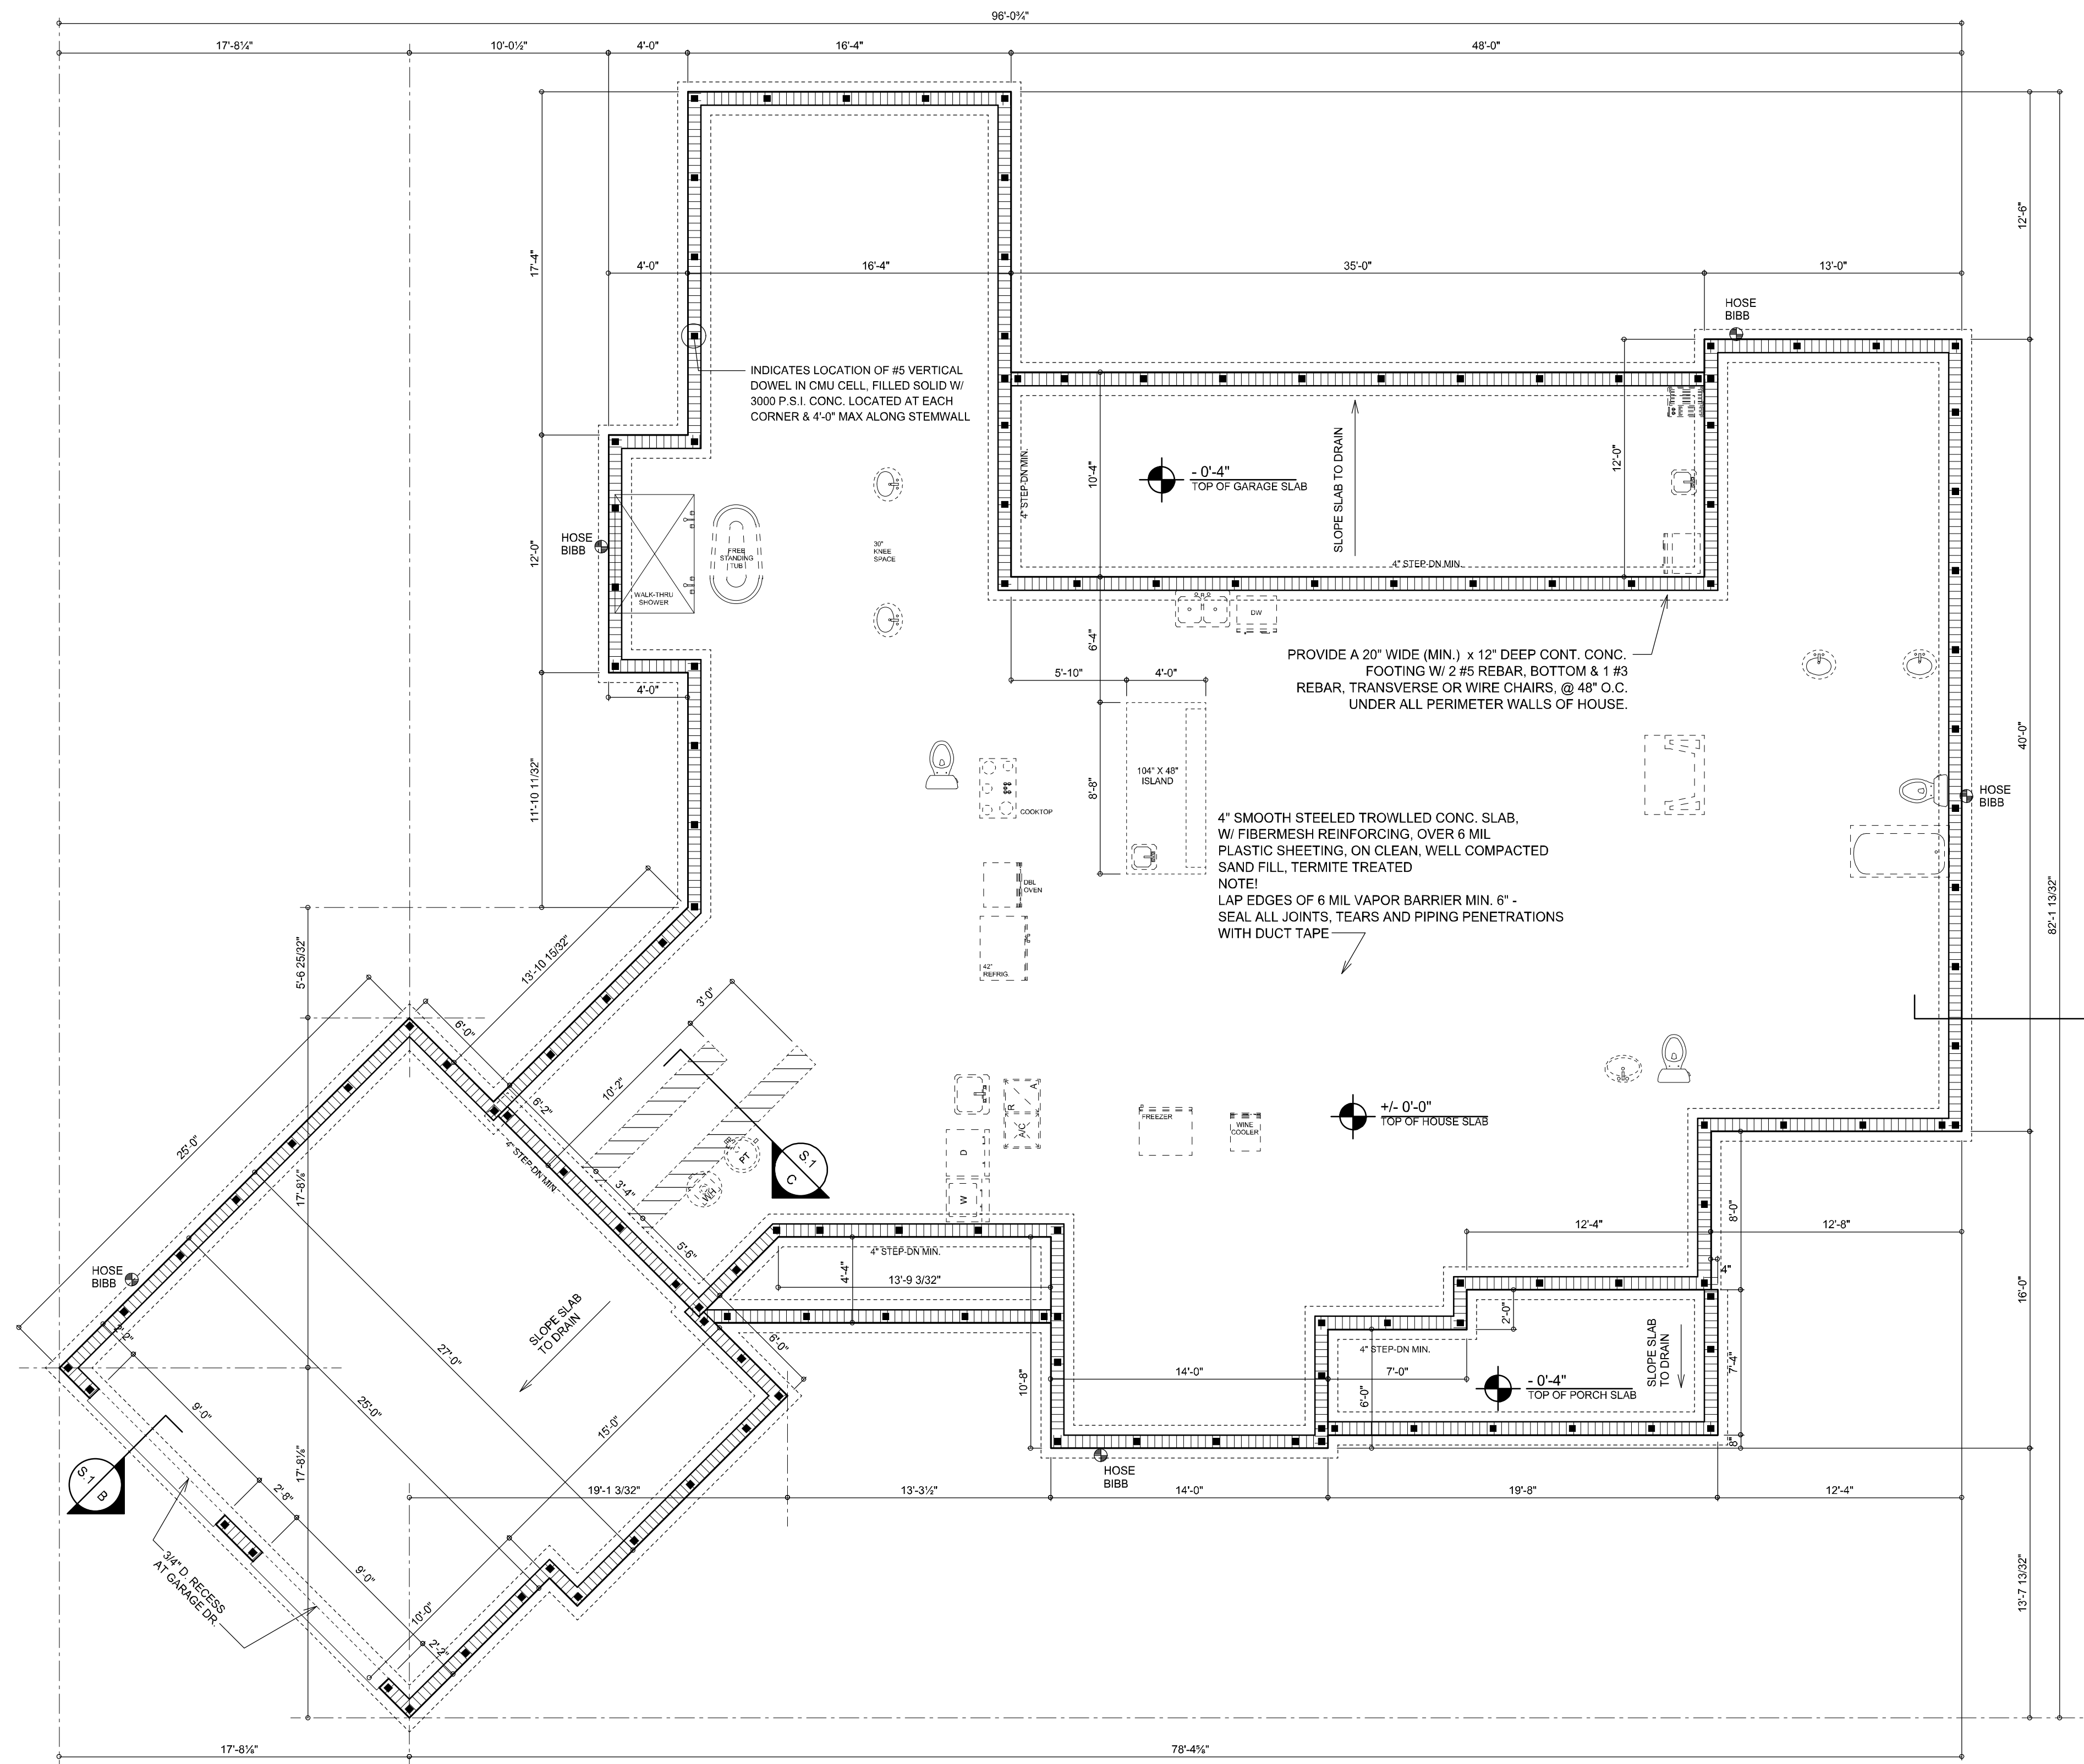 96'-0¾"
17'-8¼"
10'-0½"
4'-0"
16'-4"
48'-0"
12'-6"
17'-4"
4'-0"
16'-4"
35'-0"
13'-0"
HOSE
BIBB
INDICATES LOCATION OF #5 VERTICAL
DOWEL IN CMU CELL, FILLED SOLID W/
3000 P.S.I. CONC. LOCATED AT EACH
CORNER & 4'-0" MAX ALONG STEMWALL
4" STEP-DN MIN.
10'-4"
- 0'-4"
TOP OF GARAGE SLAB
SLOPE SLAB TO DRAIN
12'-0"
4" STEP-DN MIN.
HOSE
BIBB
12'-0"
FREE
STANDING
TUB
WALK-THRU
SHOWER
30"
KNEE
SPACE
DW
6'-4"
5'-10"
4'-0"
4'-0"
PROVIDE A 20" WIDE (MIN.) x 12" DEEP CONT. CONC.
FOOTING W/ 2 #5 REBAR, BOTTOM & 1 #3
REBAR, TRANSVERSE OR WIRE CHAIRS, @ 48" O.C.
UNDER ALL PERIMETER WALLS OF HOUSE.
40'-0"
11'-10 11/32"
COOKTOP
8'-8"
104" X 48"
ISLAND
HOSE
BIBB
4" SMOOTH STEELED TROWLLED CONC. SLAB,
W/ FIBERMESH REINFORCING, OVER 6 MIL
PLASTIC SHEETING, ON CLEAN, WELL COMPACTED
SAND FILL, TERMITE TREATED
NOTE!
LAP EDGES OF 6 MIL VAPOR BARRIER MIN. 6" -
SEAL ALL JOINTS, TEARS AND PIPING PENETRATIONS
WITH DUCT TAPE
DBL
OVEN
42"
REFRIG.
82'-1 13/32"
5'-6 25/32"
13'-10 15/32"
3'-0"
6'-0"
10'-2"
6'-2"
25'-0"
17'-8⅛"
4" STEP-DN MIN
3'-4"
PT
WH
S.1
C
R
A
A/C
D
W
FREEZER
WINE
COOLER
+/- 0'-0"
TOP OF HOUSE SLAB
5'-6"
4" STEP-DN MIN.
4'-4"
13'-9 3/32"
12'-4"
12'-8"
8'-0"
4"
2'-0"
16'-0"
HOSE
BIBB
2'-2"
27'-0"
SLOPE SLAB
TO DRAIN
6'-0"
25'-0"
15'-0"
9'-0"
10'-8"
14'-0"
7'-0"
4" STEP-DN MIN.
6'-0"
- 0'-4"
TOP OF PORCH SLAB
SLOPE SLAB
TO DRAIN
7'-4"
8"
17'-8⅛"
S.1
B
2'-8"
HOSE
BIBB
19'-1 3/32"
13'-3½"
14'-0"
19'-8"
12'-4"
3/4" D. RECESS
AT GARAGE DR.
9'-0"
10'-0"
2'-2"
13'-7 13/32"
17'-8⅛"
78'-4⅝"